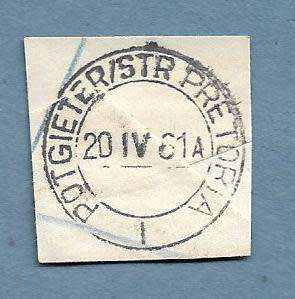 POTGIETER/STR PRETORIA
20 IV 61 A
1